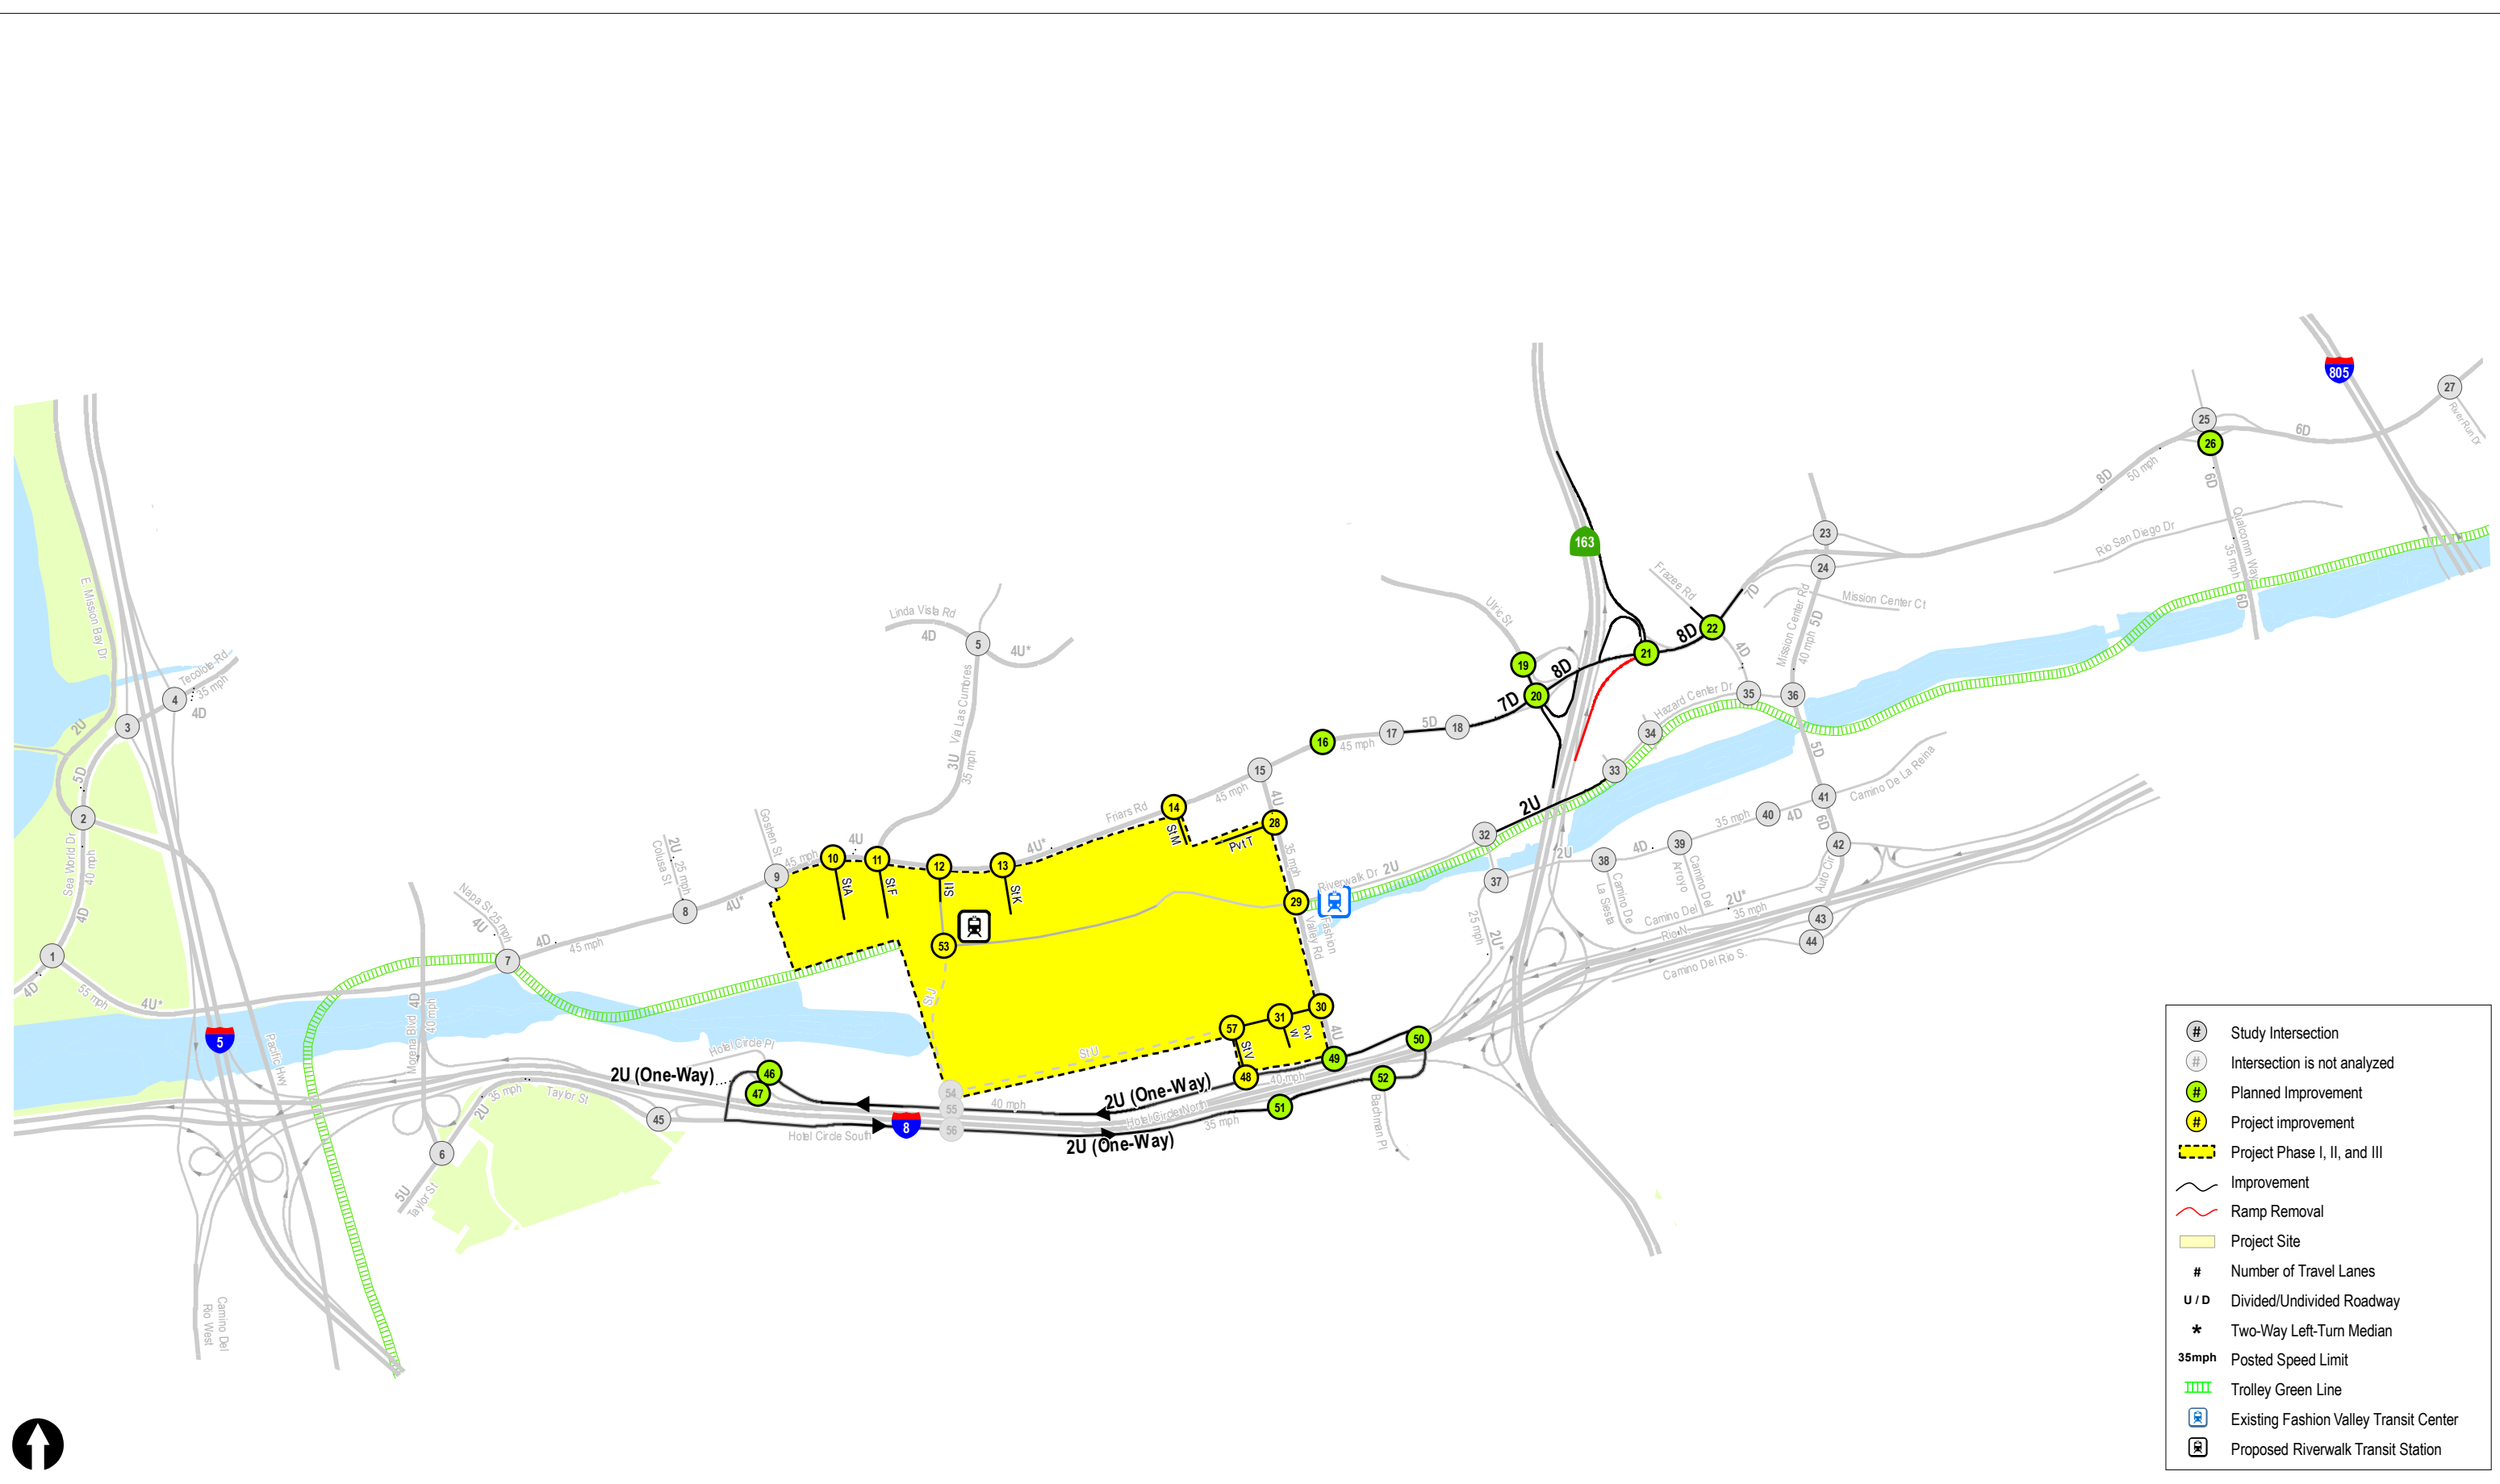 805
27
River Run Dr
25
6D
26
8D
50 mph
6D
Qualcomm Way
35 mph
6D
Rio San Diego Dr
163
23
24
Frazee Rd
7D
Mission Center Ct
5D
Mission Center Rd
40 mph
E. Mission Bay Dr
Linda Vista Rd
4D
5
4U*
Ulric St
22
8D
21
4D
19
8D
20
7D
Tecolote Rd
35 mph
4
4D
3
2U
5D
3U
Via Las Cumbres
35 mph
Hazard Center Dr
35
36
34
5D
16
45 mph
17
5D
18
15
45 mph
33
4U
2
Sea World Dr
40 mph
4D
Goshen St
2U
25 mph
Colusa St
Friars Rd
14
St M
Pvt T
28
35 mph
2U
32
35 mph
40
4D
41
6D
Camino De La Reina
4U
45 mph
10
11
12
13
4U*
9
St A
St F
St K
39
4D
38
2U
37
42
Auto Cir
8
4U*
Napa St
25 mph
4U
4D
45 mph
7
Riverwalk Dr
2U
29
Fashion
Valley Rd
Camino De
La Siesta
Camino Del
Arroyo
2U*
35 mph
Camino Del
Rio N.
43
44
Camino Del Rio S.
25 mph
2U*
1
4D
55 mph
4U*
53
St J
30
31
57
Pvt
W
St V
4U
5
Pacific Hwy
4D
Morena Blvd
40 mph
Hotel Circle Pl
46
2U (One-Way)
47
St U
48
49
50
52
51
40 mph
2U (One-Way)
54
55
56
40 mph
Hotel Circle North
35 mph
Hotel Circle South
8
2U (One-Way)
Bachman Pl
35 mph
2U
Taylor St
45
6
5U
Taylor St
Camino Del
Rio West
# Study Intersection
# Intersection is not analyzed
# Planned Improvement
# Project improvement
Project Phase I, II, and III
Improvement
Ramp Removal
Project Site
# Number of Travel Lanes
U / D Divided/Undivided Roadway
* Two-Way Left-Turn Median
35mph Posted Speed Limit
Trolley Green Line
Existing Fashion Valley Transit Center
Proposed Riverwalk Transit Station